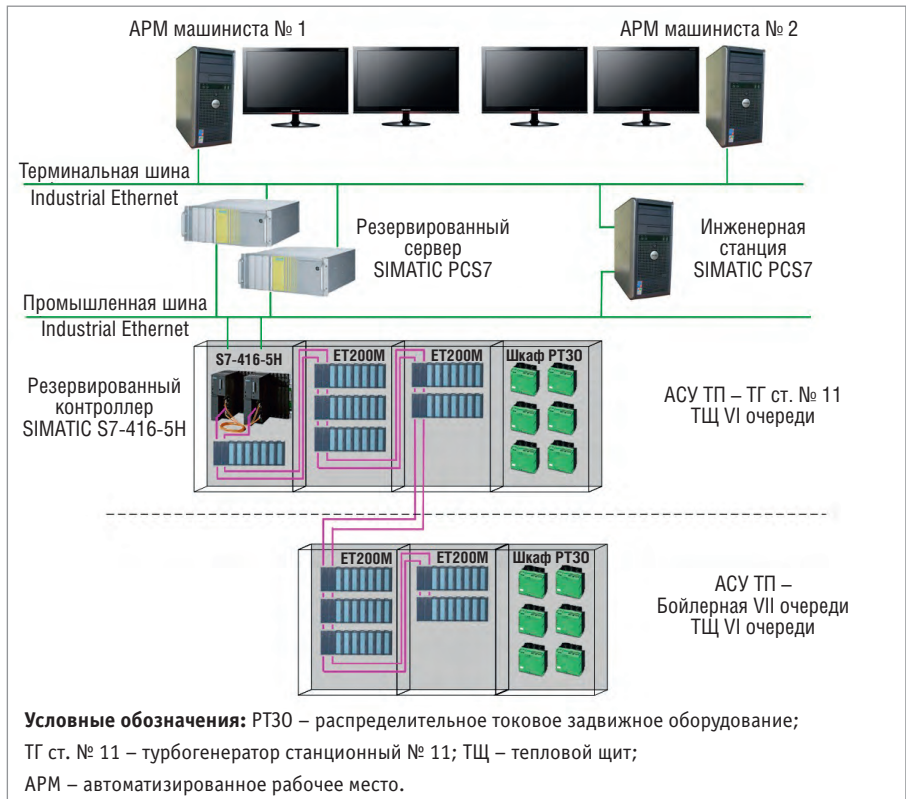 АРМ машиниста № 1
АРМ машиниста № 2
Терминальная шина
Industrial Ethernet
Резервированный
сервер
SIMATIC PCS7
Инженерная
станция
SIMATIC PCS7
Промышленная шина
Industrial Ethernet
Резервированный
контроллер
SIMATIC S7-416-5H
S7-416-5H
ET200M
ET200M
Шкаф РТЗО
АСУ ТП – ТГ ст. № 11
ТЩ VI очереди
ET200M
ET200M
Шкаф РТЗО
АСУ ТП –
Бойлерная VII очереди
ТЩ VI очереди
Условные обозначения: РТЗО – распределительное токовое задвижное оборудование;
ТГ ст. № 11 – турбогенератор станционный № 11; ТЩ – тепловой щит;
АРМ – автоматизированное рабочее место.